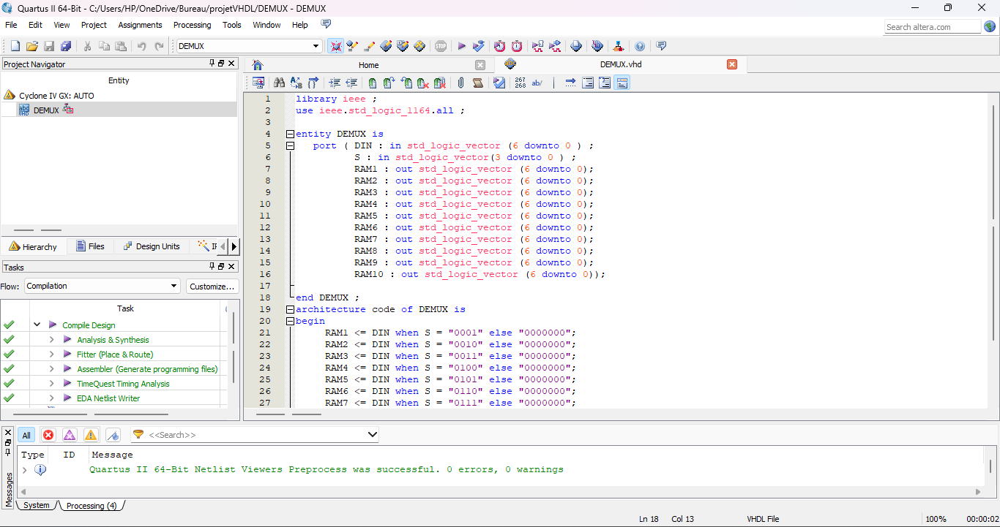 Quartus II 64-Bit - C:/Users/HP/OneDrive/Bureau/projetVHDL/DEMUX - DEMUX
File Edit View Project Assignments Processing Tools Window Help
Search altera.com
DEMUX
Project Navigator
Entity
Cyclone IV GX: AUTO
abc
VHD
DEMUX
Hierarchy Files Design Units
Tasks
Flow: Compilation Customize...
Task
Compile Design
Analysis & Synthesis
Fitter (Place & Route)
Assembler (Generate programming files)
TimeQuest Timing Analysis
EDA Netlist Writer
Home DEMUX.vhd
267
268
ab/
1 library ieee ;
2 use ieee.std_logic_1164.all ;
3
4 entity DEMUX is
5 port ( DIN : in std_logic_vector (6 downto 0 ) ;
6 S : in std_logic_vector(3 downto 0 ) ;
7 RAM1 : out std_logic_vector (6 downto 0);
8 RAM2 : out std_logic_vector (6 downto 0);
9 RAM3 : out std_logic_vector (6 downto 0);
10 RAM4 : out std_logic_vector (6 downto 0);
11 RAM5 : out std_logic_vector (6 downto 0);
12 RAM6 : out std_logic_vector (6 downto 0);
13 RAM7 : out std_logic_vector (6 downto 0);
14 RAM8 : out std_logic_vector (6 downto 0);
15 RAM9 : out std_logic_vector (6 downto 0);
16 RAM10 : out std_logic_vector (6 downto 0));
17
18 end DEMUX ;
19 architecture code of DEMUX is
20 begin
21 RAM1 <= DIN when S = "0001" else "0000000";
22 RAM2 <= DIN when S = "0010" else "0000000";
23 RAM3 <= DIN when S = "0011" else "0000000";
24 RAM4 <= DIN when S = "0100" else "0000000";
25 RAM5 <= DIN when S = "0101" else "0000000";
26 RAM6 <= DIN when S = "0110" else "0000000";
27 RAM7 <= DIN when S = "0111" else "0000000";
All <<Search>>
Type ID Message
Quartus II 64-Bit Netlist Viewers Preprocess was successful. 0 errors, 0 warnings
Messages
System Processing (4)
Ln 18 Col 13 VHDL File 100% 00:00:02